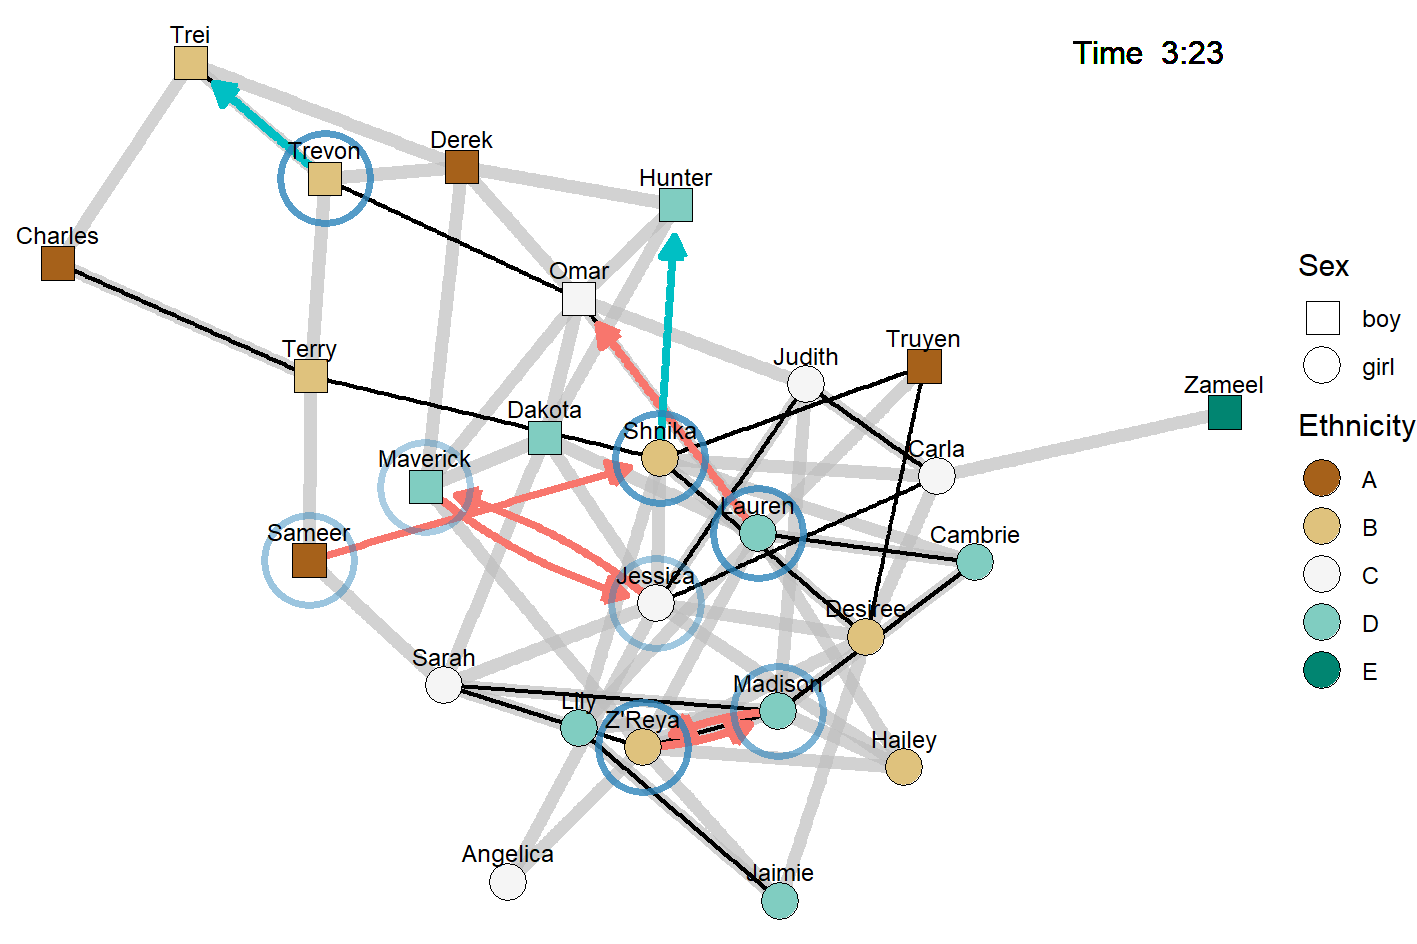 Trei
Time  3:23
Trevon
Derek
Hunter
Charles
Omar
Sex
boy
girl
Terry
Judith
Truyen
Zameel
Dakota
Shnika
Ethnicity
Maverick
Carla
A
Lauren
B
Sameer
Cambrie
Jessica
C
Desiree
D
Sarah
Madison
E
Lily
Z'Reya
Hailey
Angelica
Jaimie